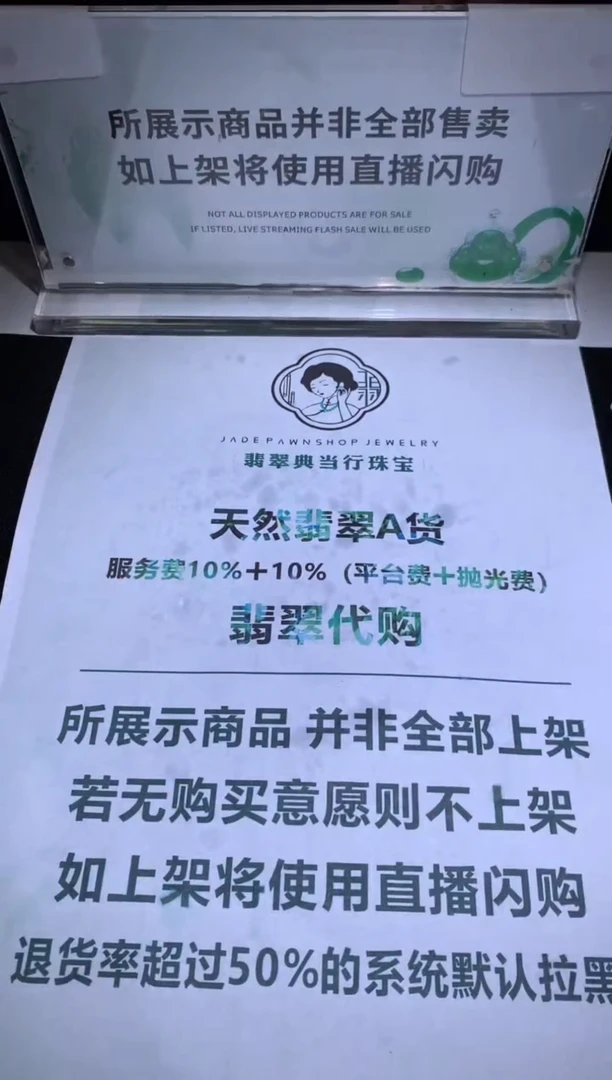 所展示商品并非全部售卖
如上架将使用直播闪购
NOT ALL DISPLAYED PRODUCTS ARE FOR SALE
IF LISTED, LIVE STREAMING FLASH SALE WILL BE USED
翡
JADE PAWNSHOP JEWELRY
翡翠典当行珠宝
天然翡翠A货
服务费10%+10%（平台费+抛光费）
翡翠代购
所展示商品 并非全部上架
若无购买意愿则不上架
如上架将使用直播闪购
退货率超过50%的系统默认拉黑